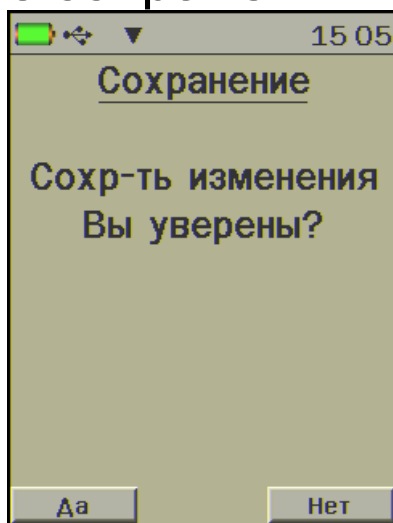 15 05
Сохранение
Сохр-ть изменения
Вы уверены?
Да
Нет